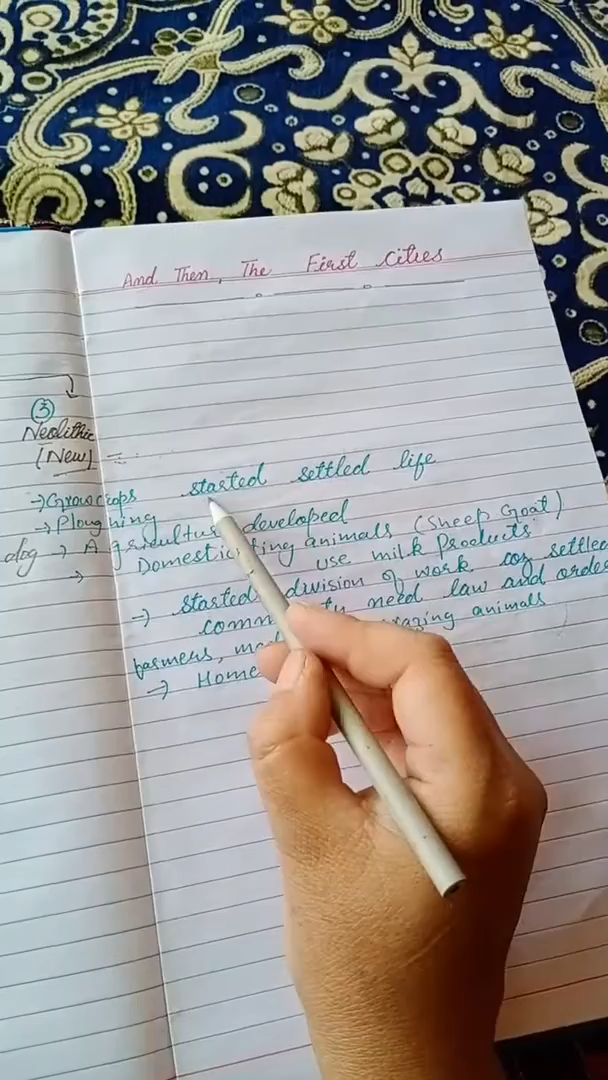 And Then, The First Cities
③
Neolithic
(New)
→ Grow crops started settled life
→ Ploughing
dog → Agricultur developed
→ Domesticating animals (Sheep Goat)
use milk Products
→ started division of work coz settled
need law and order
farmers, grazing animals
→ Home